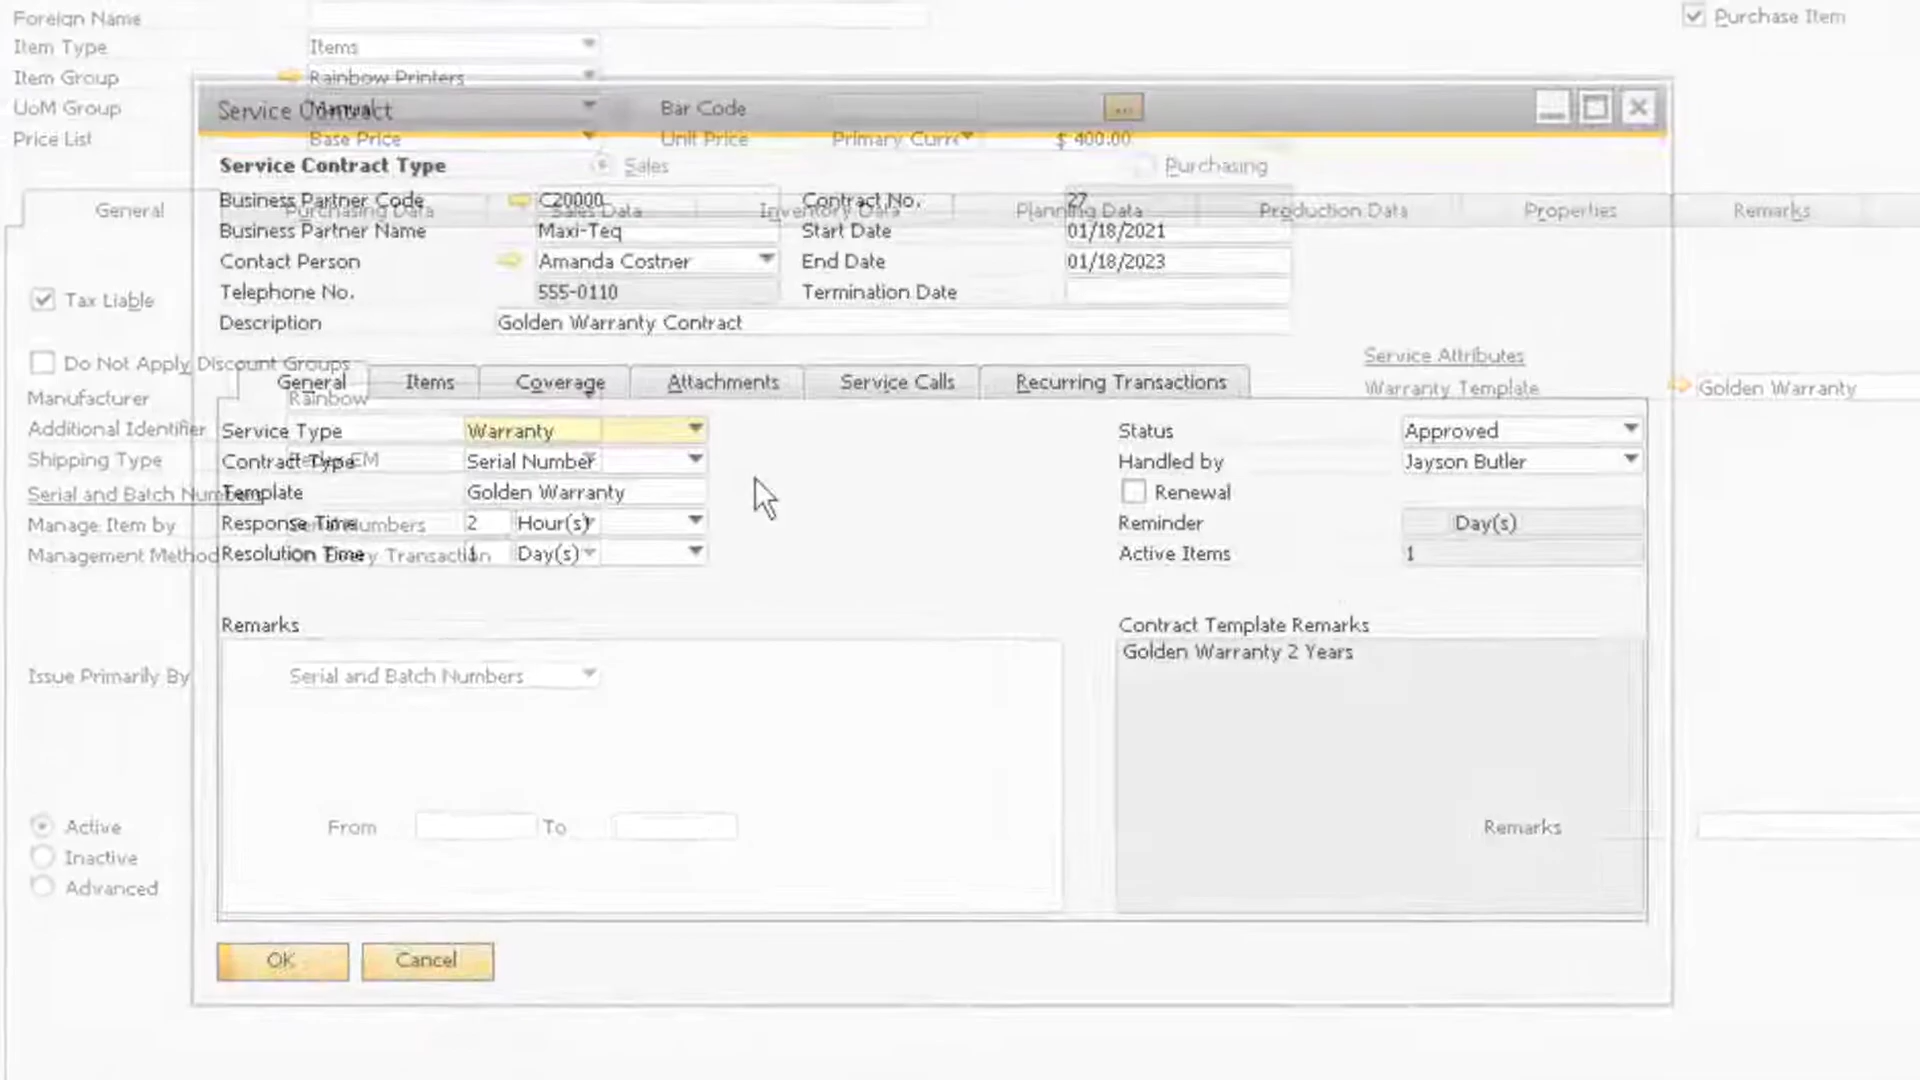 Foreign Name
Purchase Item
Item Type Items
Item Group Rainbow Printers
UoM Group Manual Bar Code ...
Service Contract
Price List Base Price Unit Price Primary Curre $ 400.00
Service Contract Type Sales Purchasing
Business Partner Code C20000 Contract No. 27
General Purchasing Data Sales Data Inventory Data Planning Data Production Data Properties Remarks
Business Partner Name Maxi-Teq Start Date 01/18/2021
Contact Person Amanda Costner End Date 01/18/2023
Telephone No. 555-0110 Termination Date
Tax Liable
Description Golden Warranty Contract
Do Not Apply Discount Groups
Service Attributes
General Items Coverage Attachments Service Calls Recurring Transactions
Warranty Template Golden Warranty
Manufacturer Rainbow
Additional Identifier
Service Type Warranty Status Approved
Shipping Type
Contract Type Serial Number Handled by Jayson Butler
Serial and Batch Numbers
Template Golden Warranty Renewal
Manage Item by Serial Numbers
Response Time 2 Hour(s) Reminder Day(s)
Management Method On Every Transaction
Resolution Time 1 Day(s) Active Items 1
Remarks Contract Template Remarks
Golden Warranty 2 Years
Issue Primarily By Serial and Batch Numbers
Active From To Remarks
Inactive
Advanced
OK Cancel